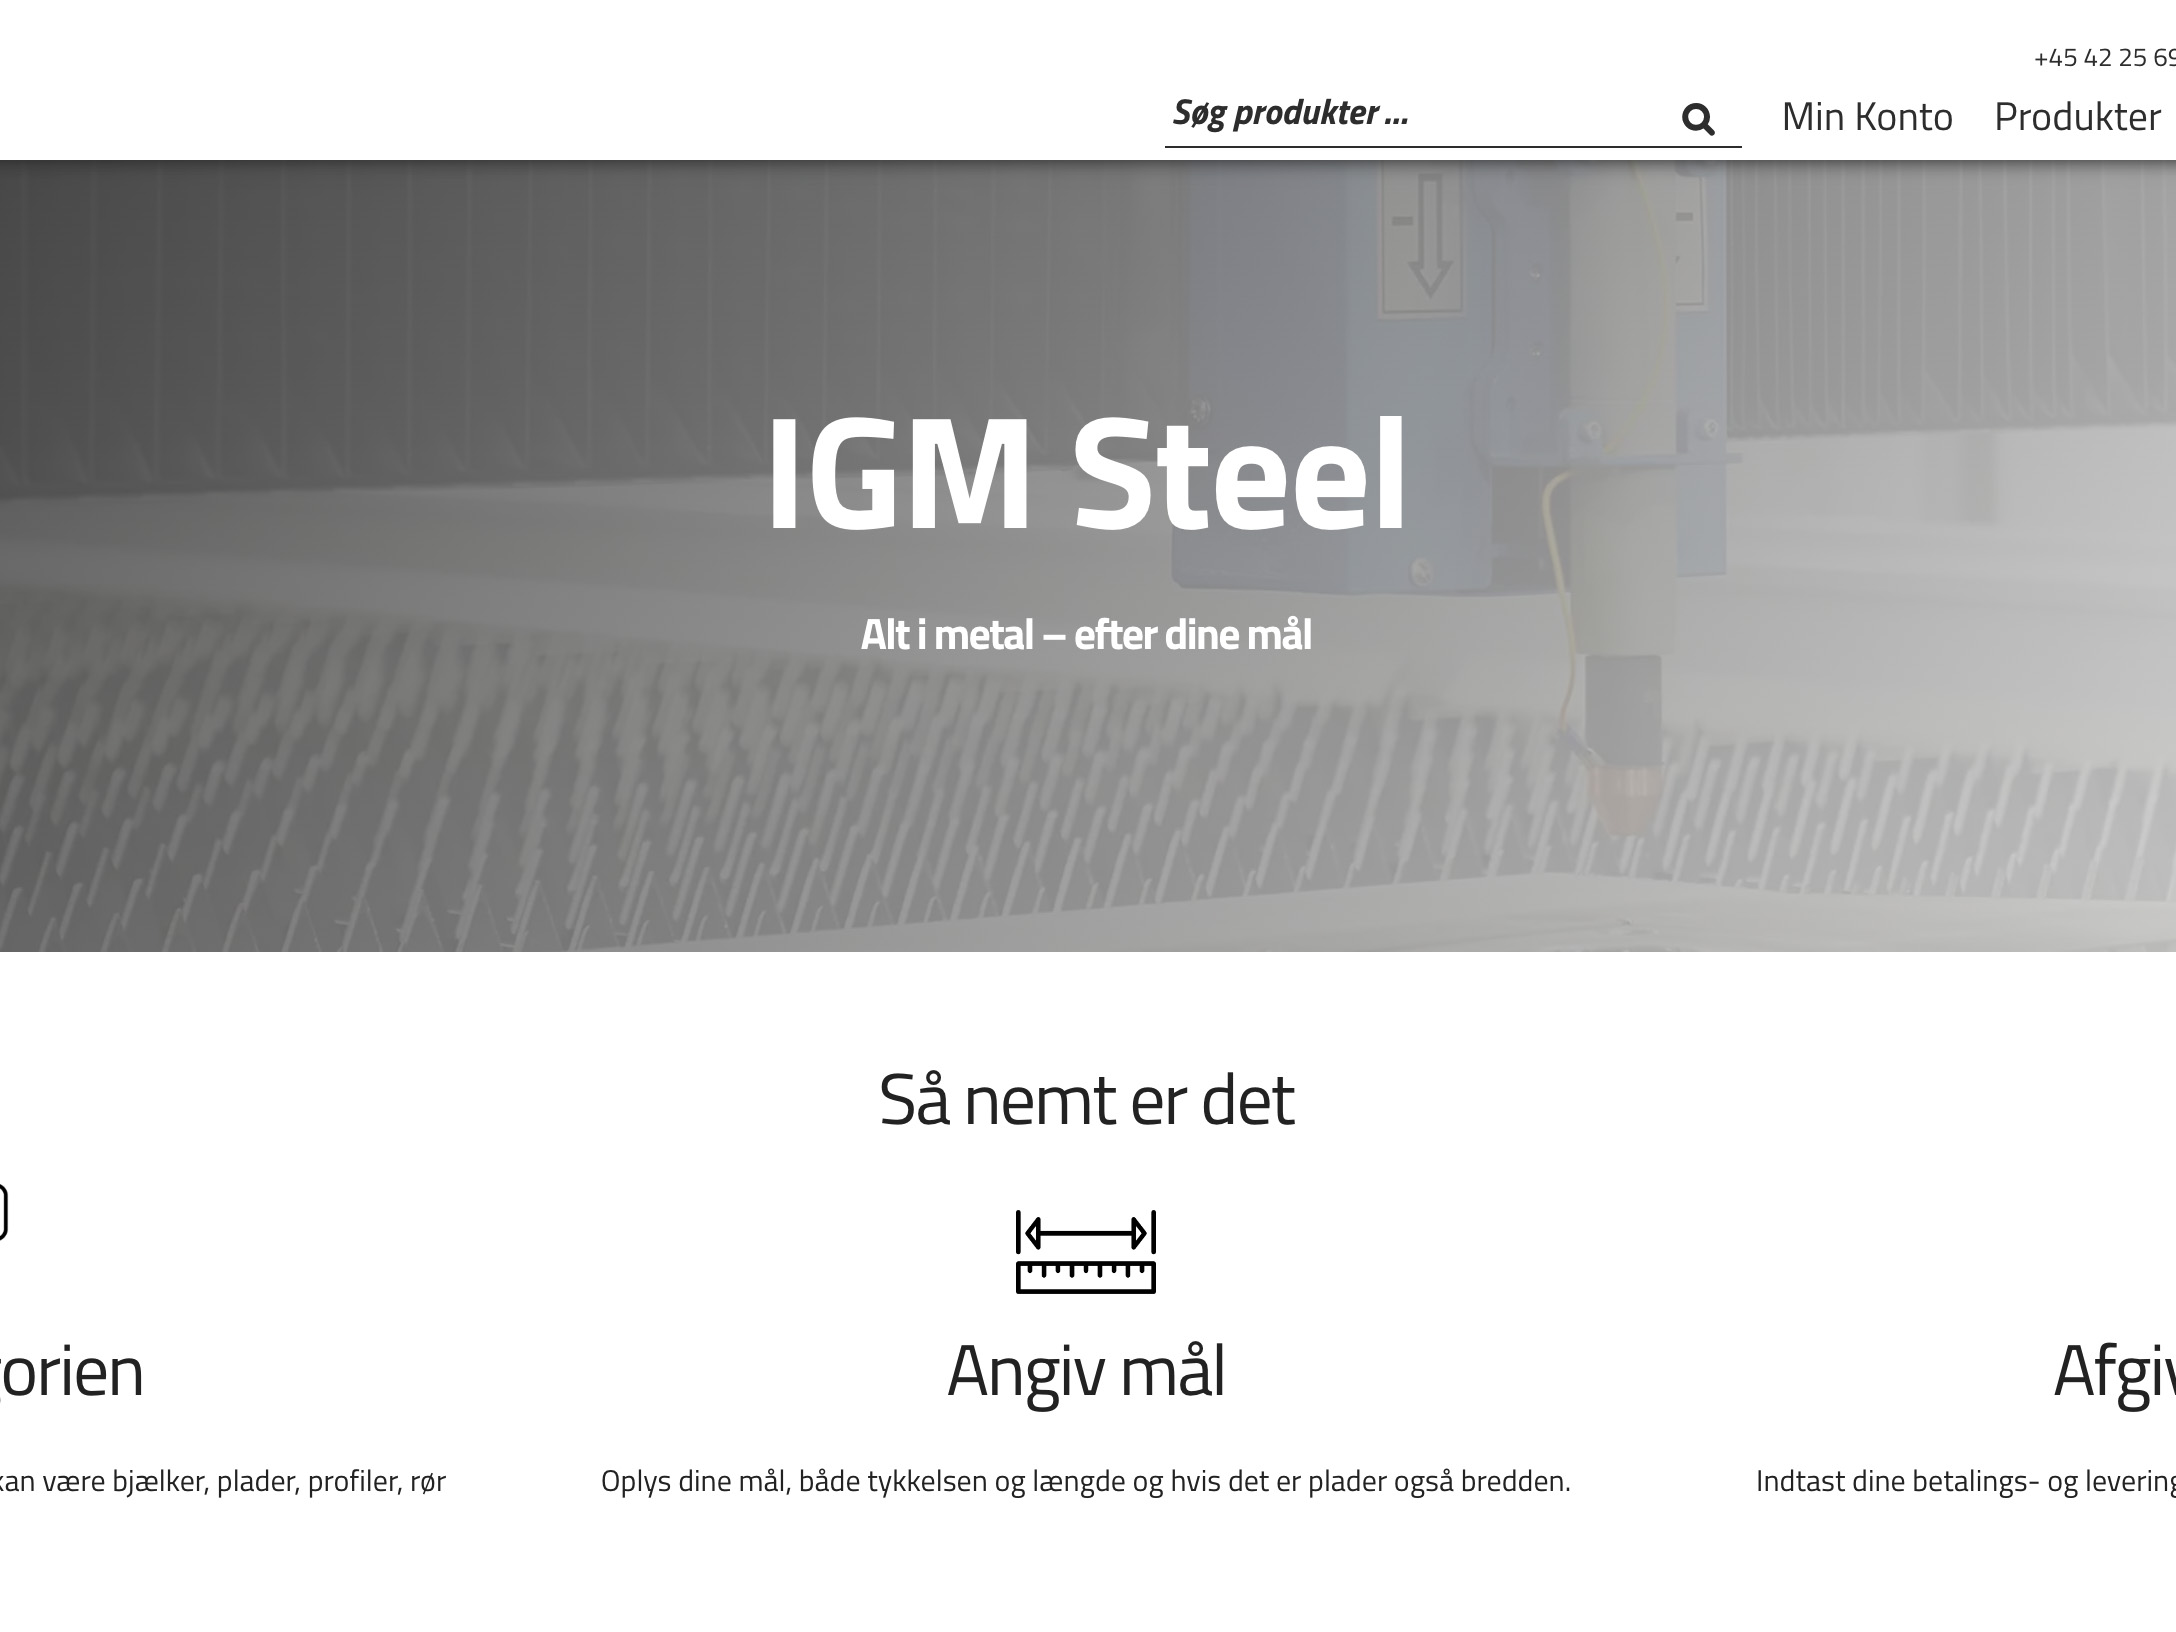 +45 42 25 69
Søg produkter ...
Min Konto
Produkter
IGM Steel
Alt i metal – efter dine mål
Så nemt er det
gorien
kan være bjælker, plader, profiler, rør
Angiv mål
Oplys dine mål, både tykkelsen og længde og hvis det er plader også bredden.
Afgiv
Indtast dine betalings- og levering